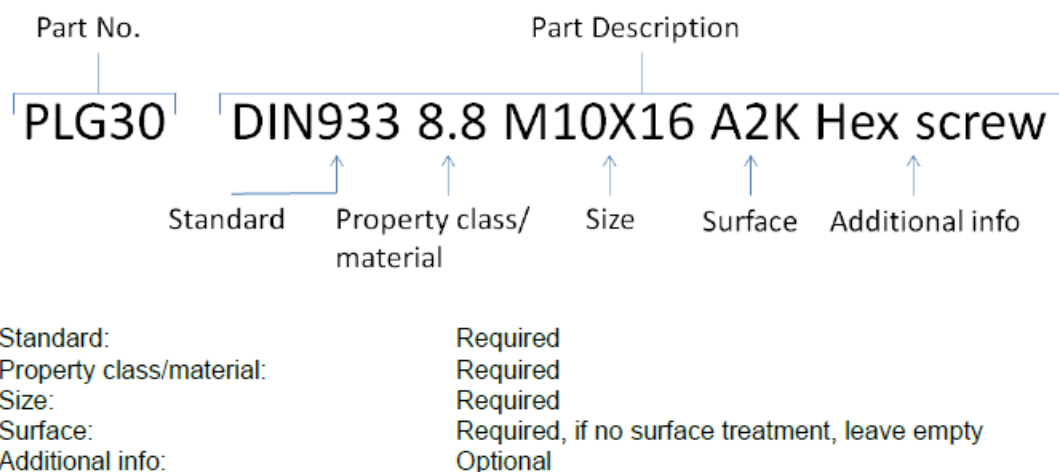 Part No. Part Description
PLG30 DIN933 8.8 M10X16 A2K Hex screw
Standard Property class/ Size Surface Additional info
material
Standard: Required
Property class/material: Required
Size: Required
Surface: Required, if no surface treatment, leave empty
Additional info: Optional